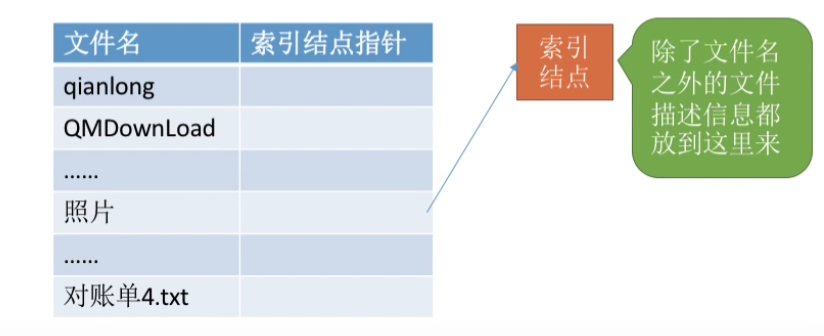 文件名 索引结点指针
qianlong
QMDownLoad
……
照片
……
对账单4.txt
索引
结点
除了文件名
之外的文件
描述信息都
放到这里来